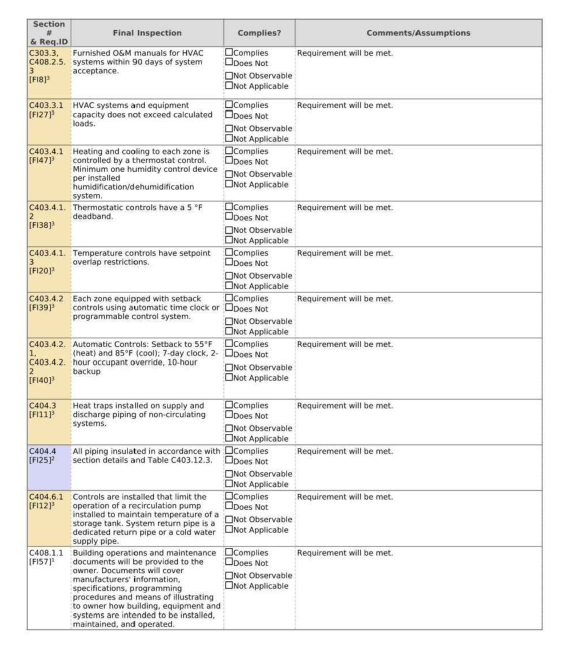 Section
#
& Req.ID
Final Inspection
Complies?
Comments/Assumptions
C303.3,
C408.2.5.
3
[FI8]³
Furnished O&M manuals for HVAC
systems within 90 days of system
acceptance.
☐Complies
☐Does Not
☐Not Observable
☐Not Applicable
Requirement will be met.
C403.3.1
[FI27]³
HVAC systems and equipment
capacity does not exceed calculated
loads.
☐Complies
☐Does Not
☐Not Observable
☐Not Applicable
Requirement will be met.
C403.4.1
[FI47]³
Heating and cooling to each zone is
controlled by a thermostat control.
Minimum one humidity control device
per installed
humidification/dehumidification
system.
☐Complies
☐Does Not
☐Not Observable
☐Not Applicable
Requirement will be met.
C403.4.1.
2
[FI38]³
Thermostatic controls have a 5 °F
deadband.
☐Complies
☐Does Not
☐Not Observable
☐Not Applicable
Requirement will be met.
C403.4.1.
3
[FI20]³
Temperature controls have setpoint
overlap restrictions.
☐Complies
☐Does Not
☐Not Observable
☐Not Applicable
Requirement will be met.
C403.4.2
[FI39]³
Each zone equipped with setback
controls using automatic time clock or
programmable control system.
☐Complies
☐Does Not
☐Not Observable
☐Not Applicable
Requirement will be met.
C403.4.2.
1,
C403.4.2.
2
[FI40]³
Automatic Controls: Setback to 55°F
(heat) and 85°F (cool); 7-day clock, 2-
hour occupant override, 10-hour
backup
☐Complies
☐Does Not
☐Not Observable
☐Not Applicable
Requirement will be met.
C404.3
[FI11]³
Heat traps installed on supply and
discharge piping of non-circulating
systems.
☐Complies
☐Does Not
☐Not Observable
☐Not Applicable
Requirement will be met.
C404.4
[FI25]²
All piping insulated in accordance with
section details and Table C403.12.3.
☐Complies
☐Does Not
☐Not Observable
☐Not Applicable
Requirement will be met.
C404.6.1
[FI12]³
Controls are installed that limit the
operation of a recirculation pump
installed to maintain temperature of a
storage tank. System return pipe is a
dedicated return pipe or a cold water
supply pipe.
☐Complies
☐Does Not
☐Not Observable
☐Not Applicable
Requirement will be met.
C408.1.1
[FI57]¹
Building operations and maintenance
documents will be provided to the
owner. Documents will cover
manufacturers' information,
specifications, programming
procedures and means of illustrating
to owner how building, equipment and
systems are intended to be installed,
maintained, and operated.
☐Complies
☐Does Not
☐Not Observable
☐Not Applicable
Requirement will be met.